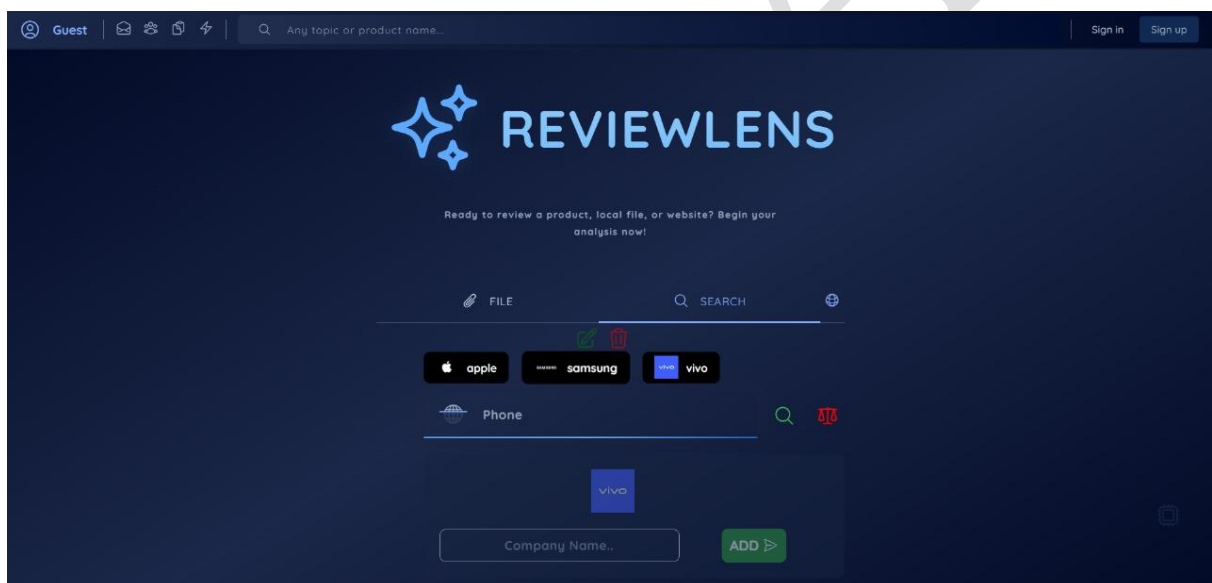 Guest
Any topic or product name...
Sign in
Sign up
REVIEWLENS
Ready to review a product, local file, or website? Begin your
analysis now!
FILE
SEARCH
apple
SAMSUNG samsung
vivo vivo
Phone
vivo
Company Name..
ADD